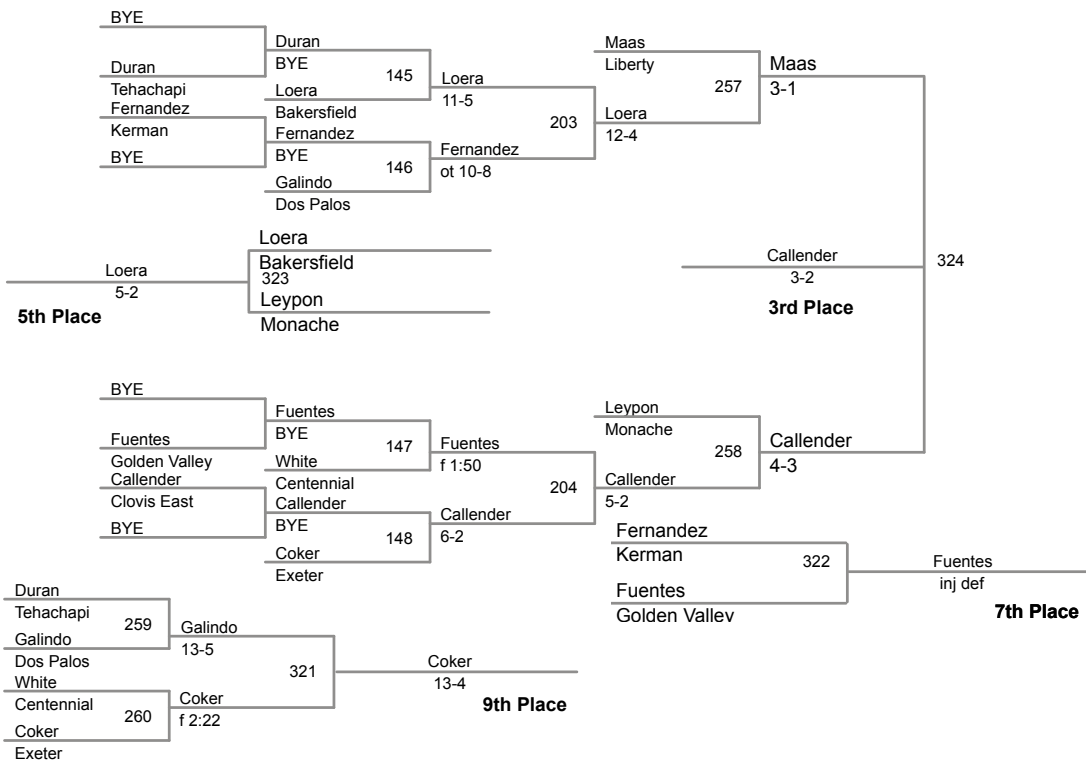 BYE
Duran
Tehachapi
Fernandez
Kerman
BYE
Duran
BYE
145
Loera
Bakersfield
Fernandez
BYE
146
Galindo
Dos Palos
Loera
11-5
203
Fernandez
ot 10-8
Maas
Liberty
257
Loera
12-4
Maas
3-1
Loera
Bakersfield
323
Leypon
Monache
Loera
5-2
5th Place
Callender
3-2
3rd Place
324
BYE
Fuentes
Golden Valley
Callender
Clovis East
BYE
Fuentes
BYE
147
White
Centennial
Callender
BYE
148
Coker
Exeter
Fuentes
f 1:50
204
Callender
6-2
Leypon
Monache
258
Callender
5-2
Callender
4-3
Fernandez
Kerman
322
Fuentes
Golden Valley
Fuentes
inj def
7th Place
Duran
Tehachapi
259
Galindo
Dos Palos
White
Centennial
260
Coker
Exeter
Galindo
13-5
321
Coker
f 2:22
Coker
13-4
9th Place